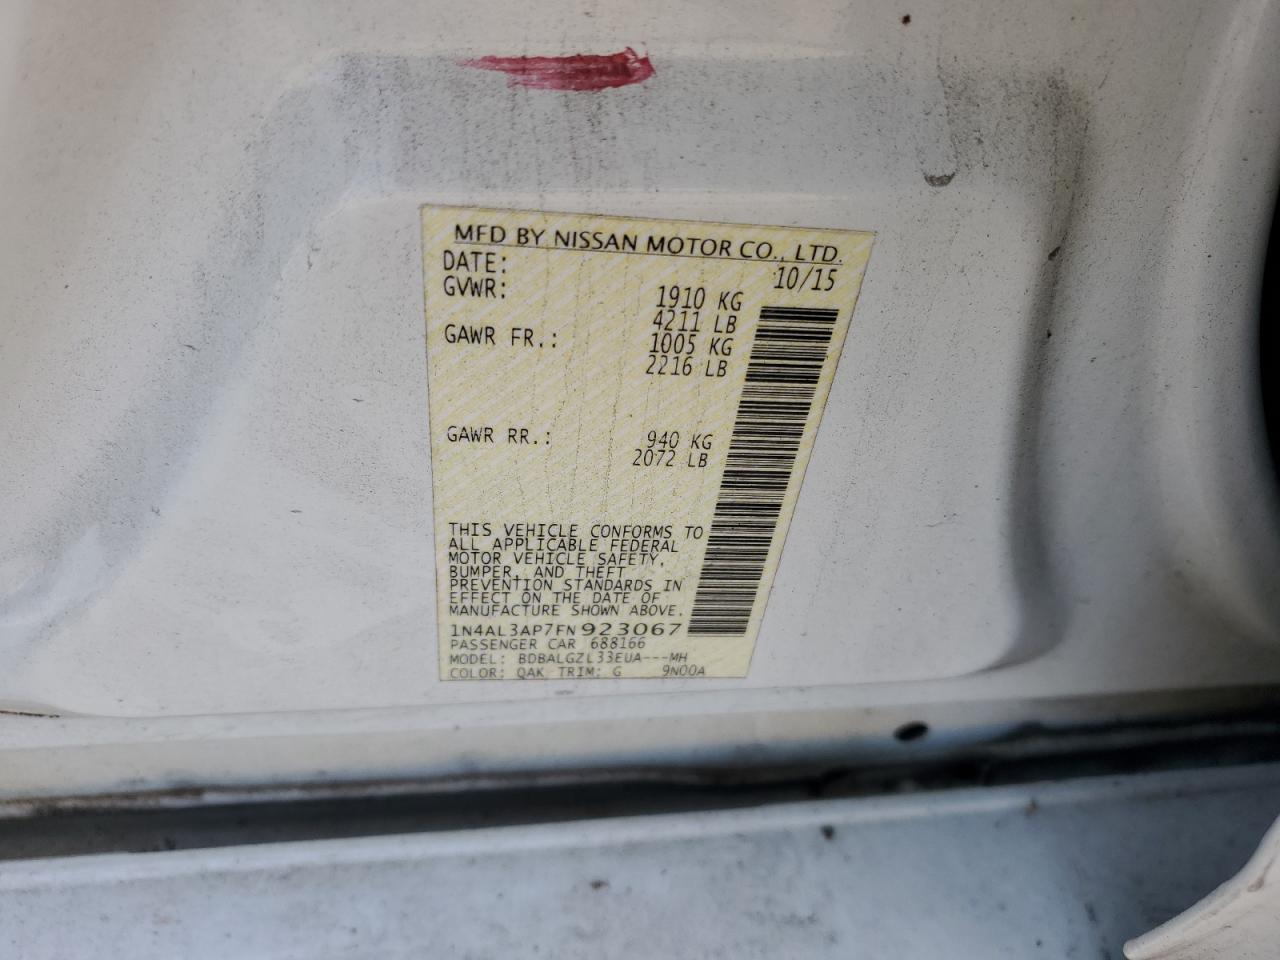 MFD BY NISSAN MOTOR CO., LTD.
DATE: 10/15
GVWR: 1910 KG
4211 LB
GAWR FR.: 1005 KG
2216 LB
GAWR RR.: 940 KG
2072 LB
THIS VEHICLE CONFORMS TO
ALL APPLICABLE FEDERAL
MOTOR VEHICLE SAFETY,
BUMPER, AND THEFT
PREVENTION STANDARDS IN
EFFECT ON THE DATE OF
MANUFACTURE SHOWN ABOVE.
1N4AL3AP7FN923067
PASSENGER CAR 688166
MODEL: BDBALGZL33EUA---MH
COLOR: QAK TRIM: G 9N00A